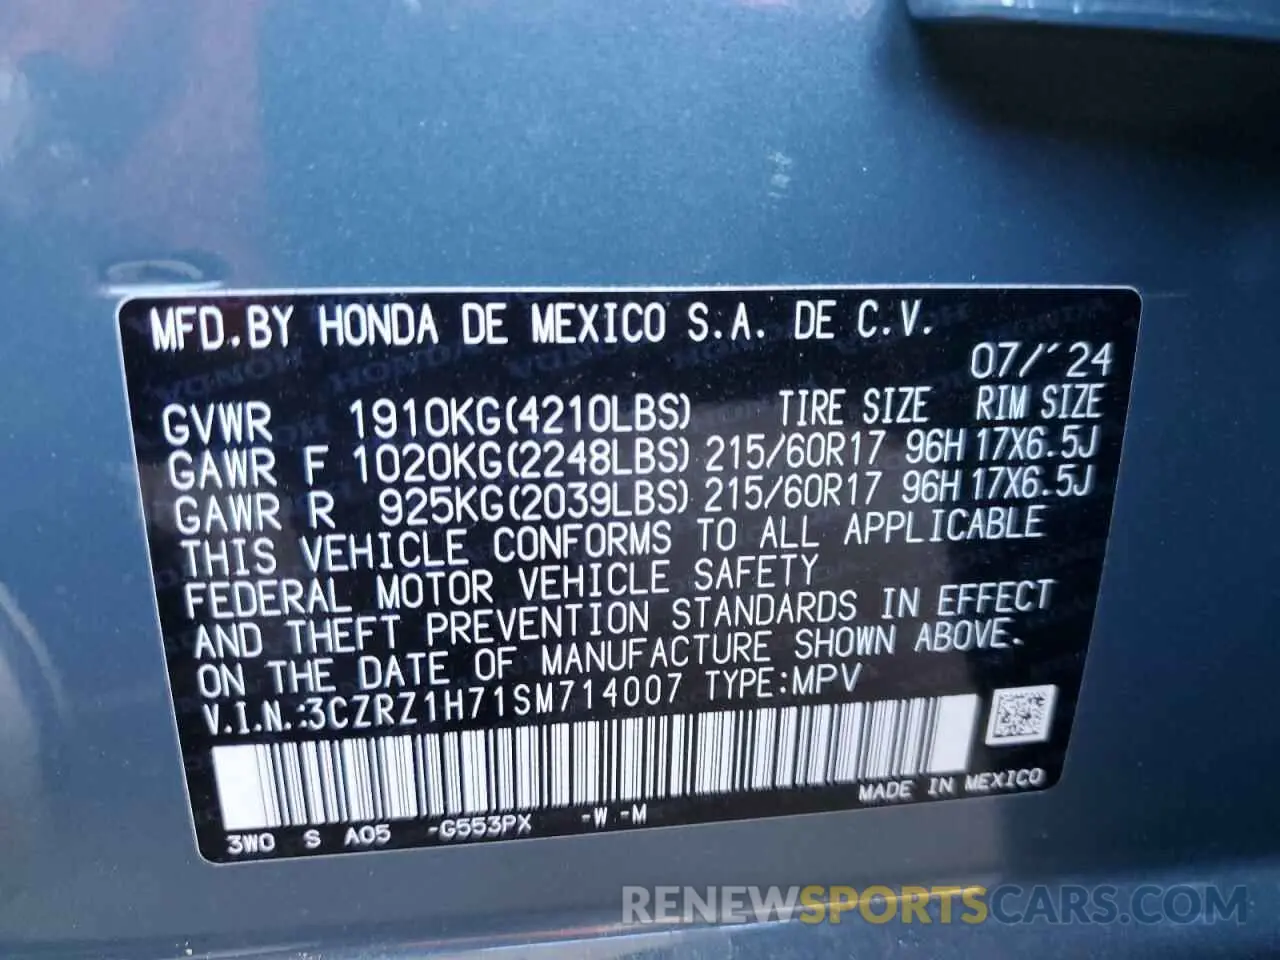 MFD.BY HONDA DE MEXICO S.A. DE C.V.
07/´24
GVWR 1910KG(4210LBS) TIRE SIZE RIM SIZE
GAWR F 1020KG(2248LBS) 215/60R17 96H 17X6.5J
GAWR R 925KG(2039LBS) 215/60R17 96H 17X6.5J
THIS VEHICLE CONFORMS TO ALL APPLICABLE
FEDERAL MOTOR VEHICLE SAFETY
AND THEFT PREVENTION STANDARDS IN EFFECT
ON THE DATE OF MANUFACTURE SHOWN ABOVE.
V.I.N.:3CZRZ1H71SM714007 TYPE:MPV
MADE IN MEXICO
3W0 S A05 -G553PX -W -M
RENEWSPORTSCARS.COM